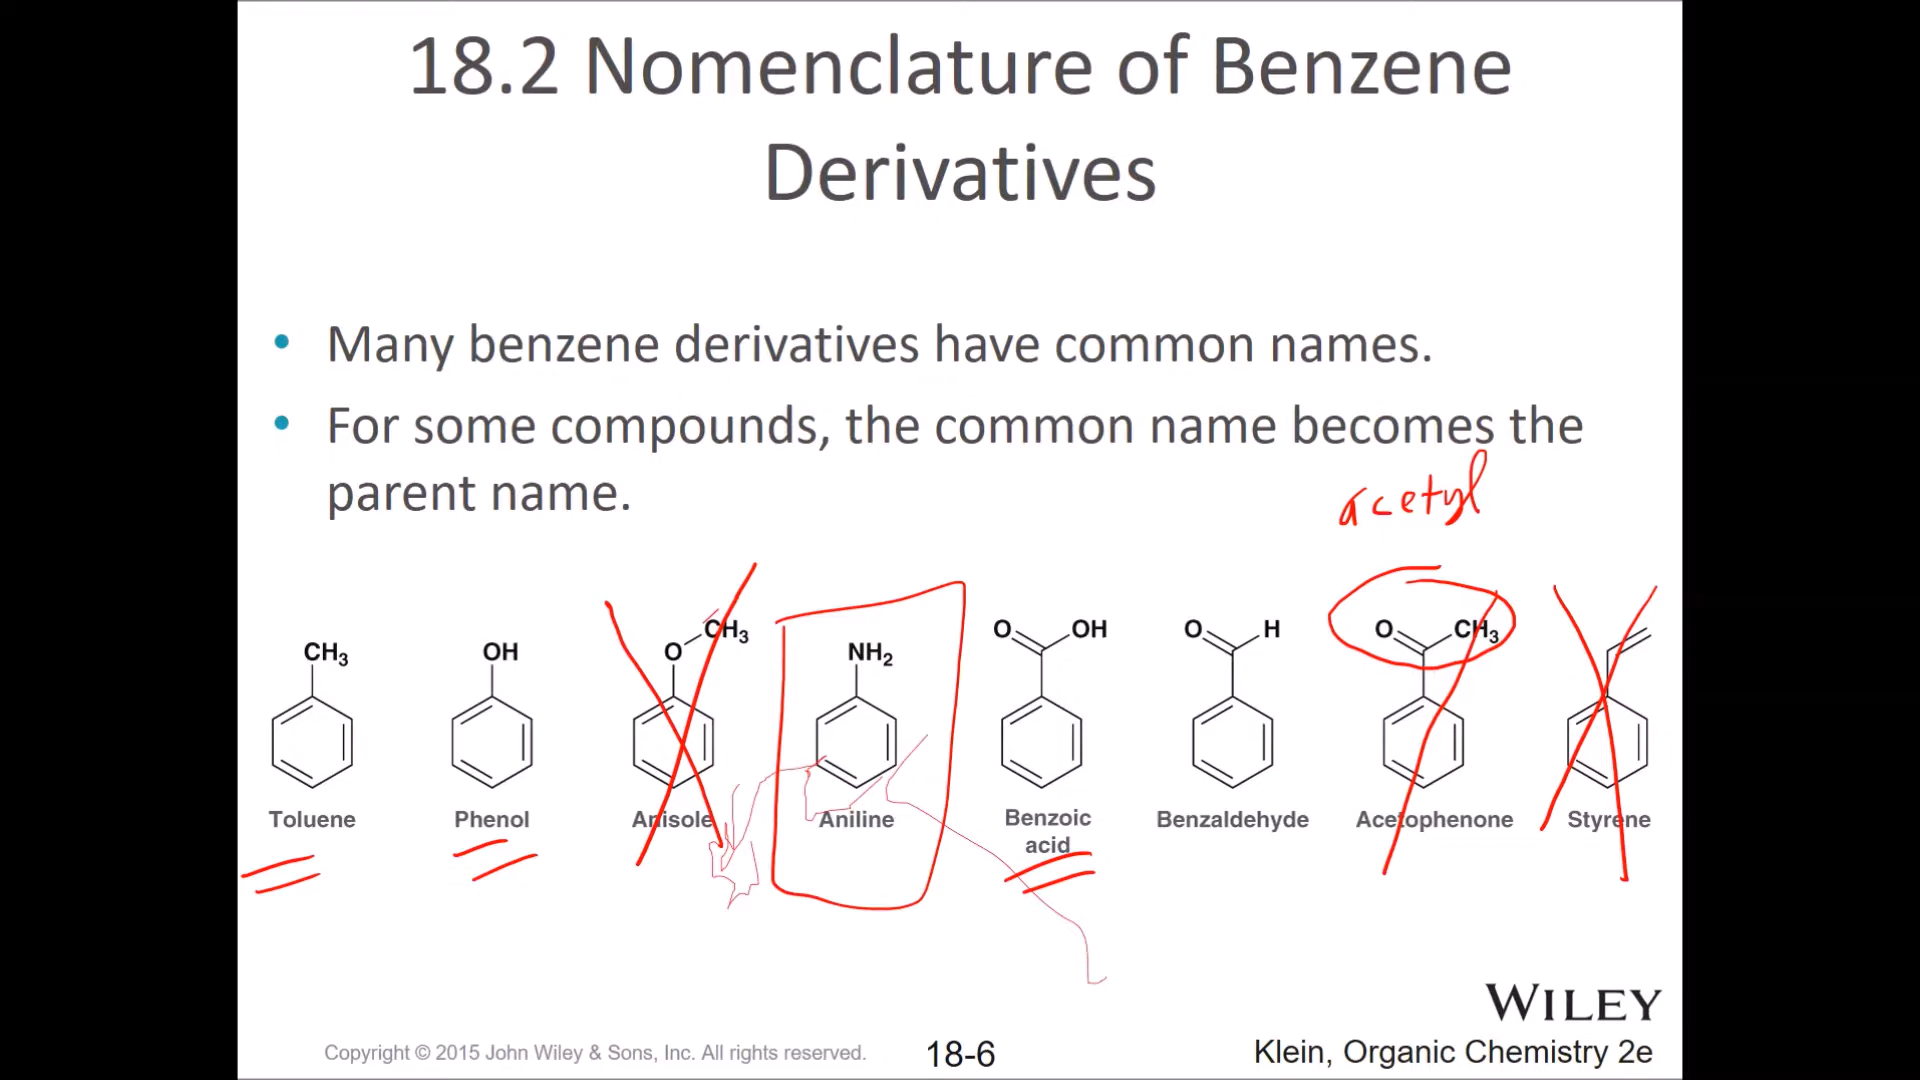 18.2 Nomenclature of Benzene
Derivatives
• Many benzene derivatives have common names.
• For some compounds, the common name becomes the
parent name.
acetyl
CH3
OH
O CH3
NH2
O OH
O H
O CH3
Toluene
Phenol
Anisole
Aniline
Benzoic
acid
Benzaldehyde
Acetophenone
Styrene
WILEY
Copyright © 2015 John Wiley & Sons, Inc. All rights reserved.
18-6
Klein, Organic Chemistry 2e